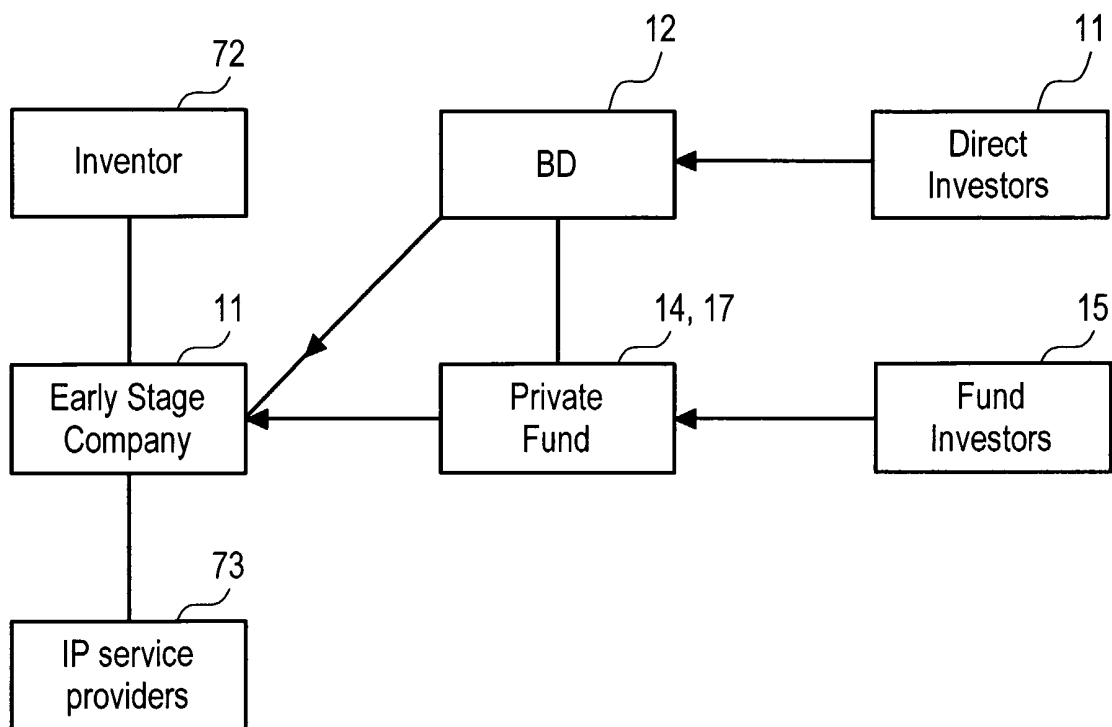 72
Inventor
12
BD
11
Direct
Investors
11
Early Stage
Company
14, 17
Private
Fund
15
Fund
Investors
73
IP service
providers